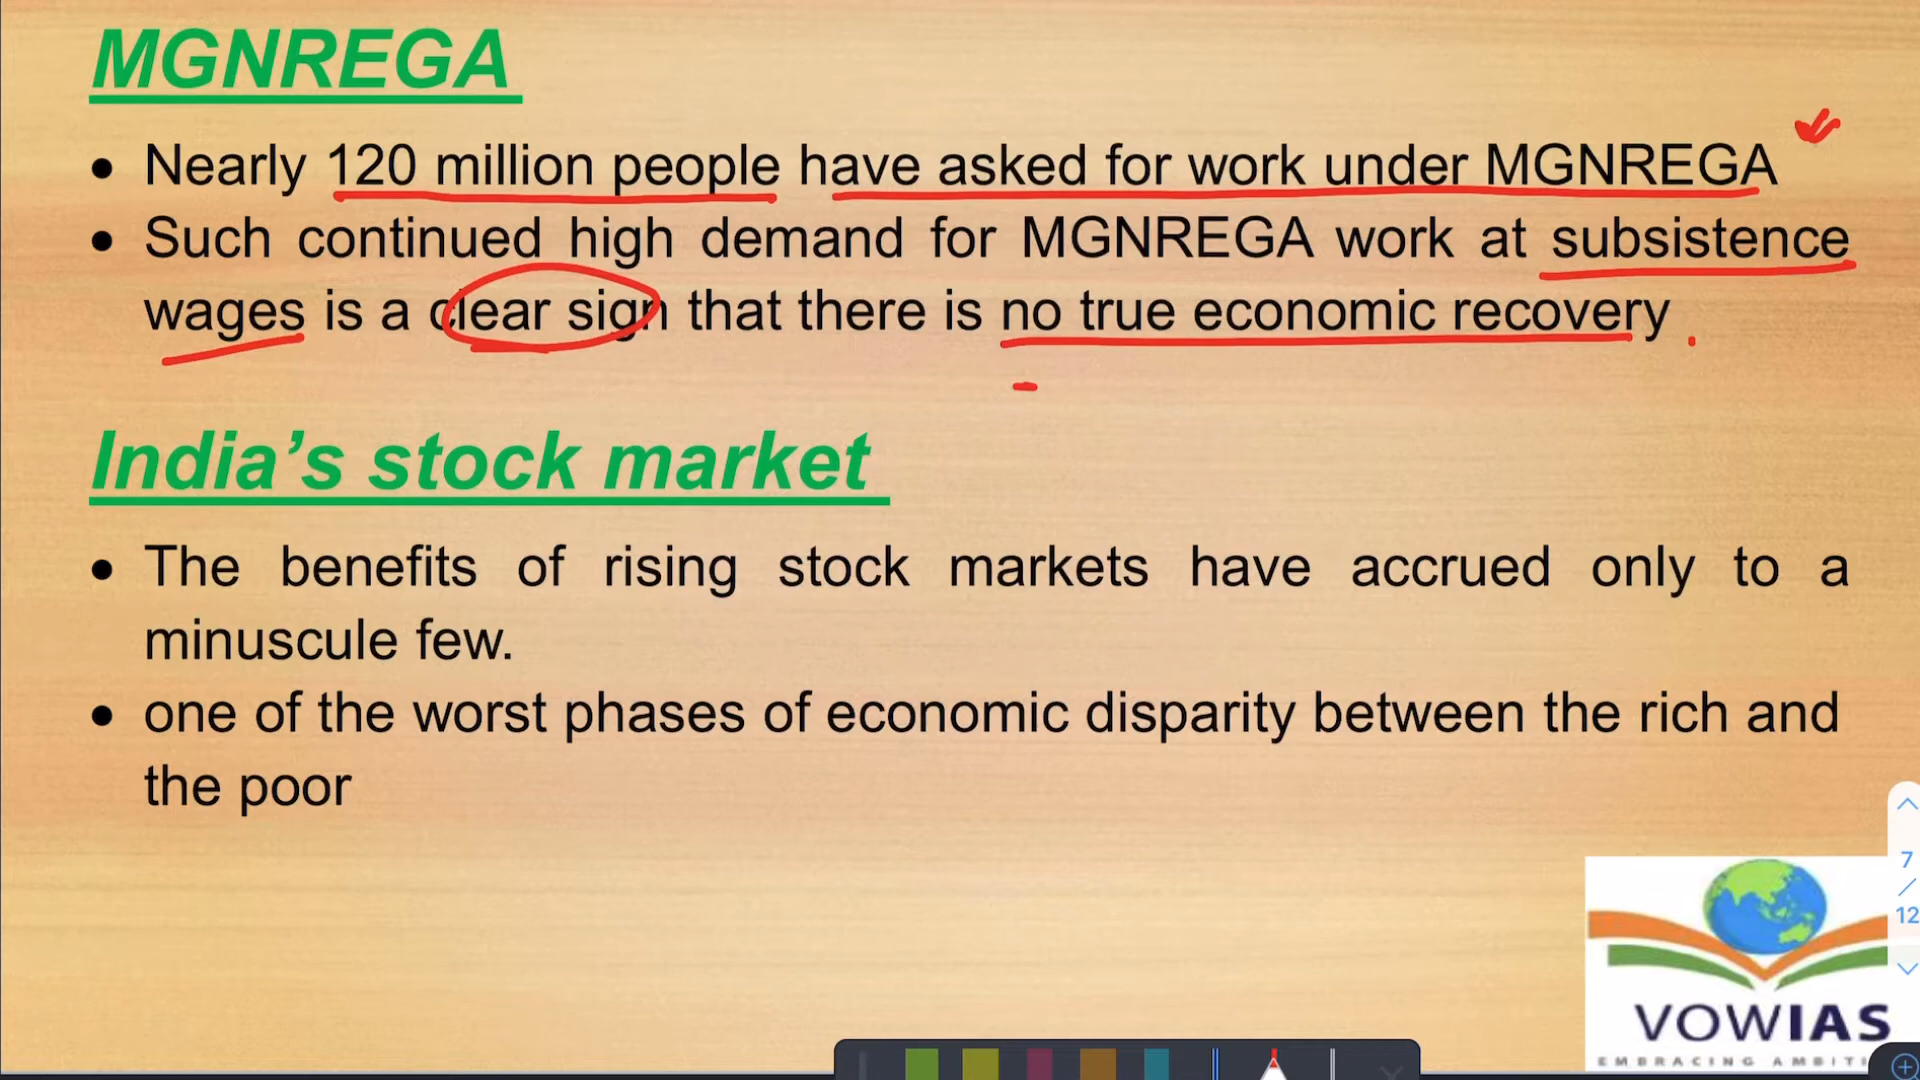 MGNREGA
● Nearly 120 million people have asked for work under MGNREGA
● Such continued high demand for MGNREGA work at subsistence
wages is a clear sign that there is no true economic recovery
India’s stock market
● The benefits of rising stock markets have accrued only to a
minuscule few.
● one of the worst phases of economic disparity between the rich and
the poor
7
/
12
VOWIAS